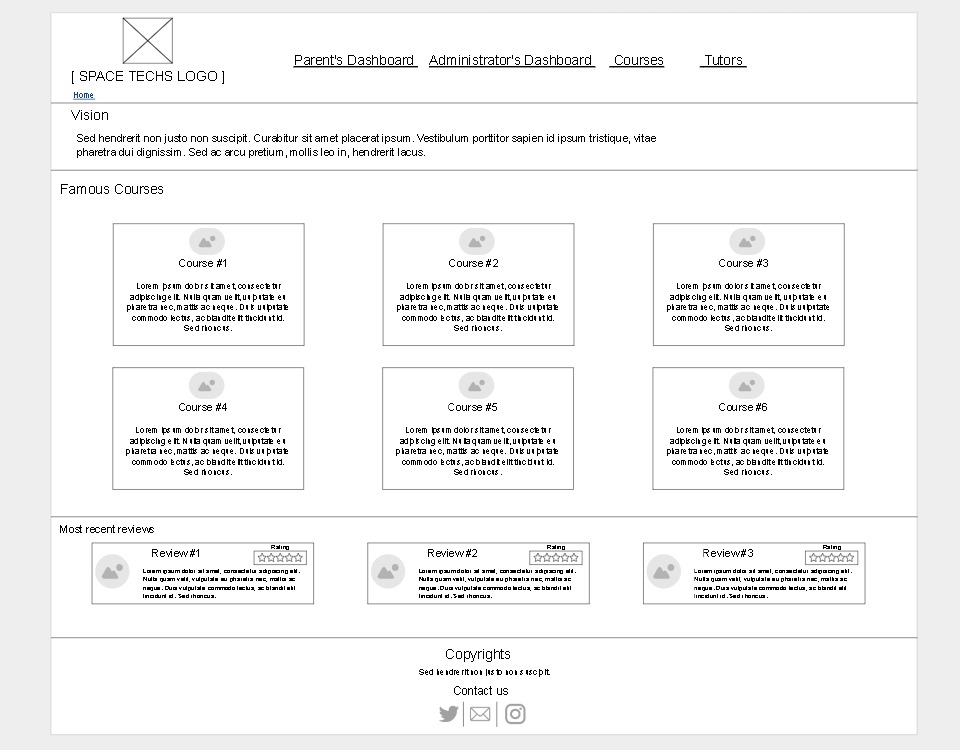 [ SPACE TECHS LOGO ]
Parent's Dashboard Administrator's Dashboard Courses Tutors
Home
Vision
Sed hendrerit non justo non suscipit. Curabitur sit amet placerat ipsum. Vestibulum porttitor sapien id ipsum tristique, vitae
pharetra dui dignissim. Sed ac arcu pretium, mollis leo in, hendrerit lacus.
Famous Courses
Course #1
Lorem ipsum dolor sit amet, consectetur
adipiscing elit. Nulla quam velit, vulputate eu
pharetra nec, mattis ac neque. Duis vulputate
commodo lectus, ac blandit elit tincidunt id.
Sed rhoncus.
Course #2
Lorem ipsum dolor sit amet, consectetur
adipiscing elit. Nulla quam velit, vulputate eu
pharetra nec, mattis ac neque. Duis vulputate
commodo lectus, ac blandit elit tincidunt id.
Sed rhoncus.
Course #3
Lorem ipsum dolor sit amet, consectetur
adipiscing elit. Nulla quam velit, vulputate eu
pharetra nec, mattis ac neque. Duis vulputate
commodo lectus, ac blandit elit tincidunt id.
Sed rhoncus.
Course #4
Lorem ipsum dolor sit amet, consectetur
adipiscing elit. Nulla quam velit, vulputate eu
pharetra nec, mattis ac neque. Duis vulputate
commodo lectus, ac blandit elit tincidunt id.
Sed rhoncus.
Course #5
Lorem ipsum dolor sit amet, consectetur
adipiscing elit. Nulla quam velit, vulputate eu
pharetra nec, mattis ac neque. Duis vulputate
commodo lectus, ac blandit elit tincidunt id.
Sed rhoncus.
Course #6
Lorem ipsum dolor sit amet, consectetur
adipiscing elit. Nulla quam velit, vulputate eu
pharetra nec, mattis ac neque. Duis vulputate
commodo lectus, ac blandit elit tincidunt id.
Sed rhoncus.
Most recent reviews
Review #1
Rating
Lorem ipsum dolor sit amet, consectetur adipiscing elit.
Nulla quam velit, vulputate eu pharetra nec, mattis ac
neque. Duis vulputate commodo lectus, ac blandit elit
tincidunt id. Sed rhoncus.
Review #2
Rating
Lorem ipsum dolor sit amet, consectetur adipiscing elit.
Nulla quam velit, vulputate eu pharetra nec, mattis ac
neque. Duis vulputate commodo lectus, ac blandit elit
tincidunt id. Sed rhoncus.
Review #3
Rating
Lorem ipsum dolor sit amet, consectetur adipiscing elit.
Nulla quam velit, vulputate eu pharetra nec, mattis ac
neque. Duis vulputate commodo lectus, ac blandit elit
tincidunt id. Sed rhoncus.
Copyrights
Sed hendrerit non justo non suscipit.
Contact us